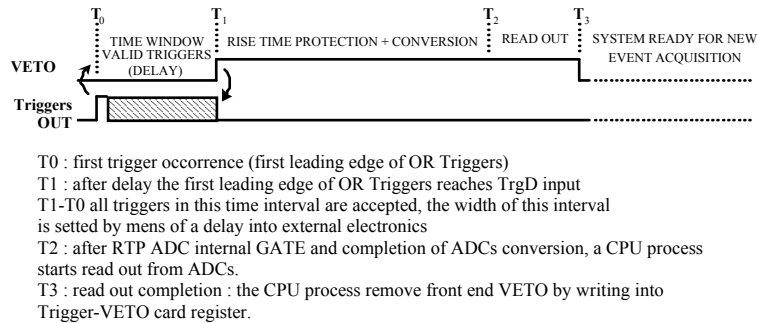 T0 T1 T2 T3
TIME WINDOW
VALID TRIGGERS
(DELAY)
RISE TIME PROTECTION + CONVERSION
READ OUT
SYSTEM READY FOR NEW
EVENT ACQUISITION
VETO
Triggers
OUT
T0 : first trigger occorrence (first leading edge of OR Triggers)
T1 : after delay the first leading edge of OR Triggers reaches TrgD input
T1-T0 all triggers in this time interval are accepted, the width of this interval
is setted by mens of a delay into external electronics
T2 : after RTP ADC internal GATE and completion of ADCs conversion, a CPU process
starts read out from ADCs.
T3 : read out completion : the CPU process remove front end VETO by writing into
Trigger-VETO card register.